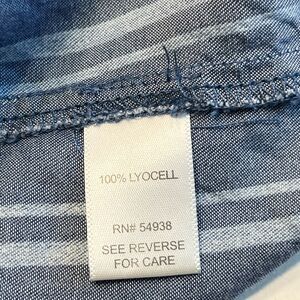 100% LYOCELL
RN# 54938
SEE REVERSE
FOR CARE